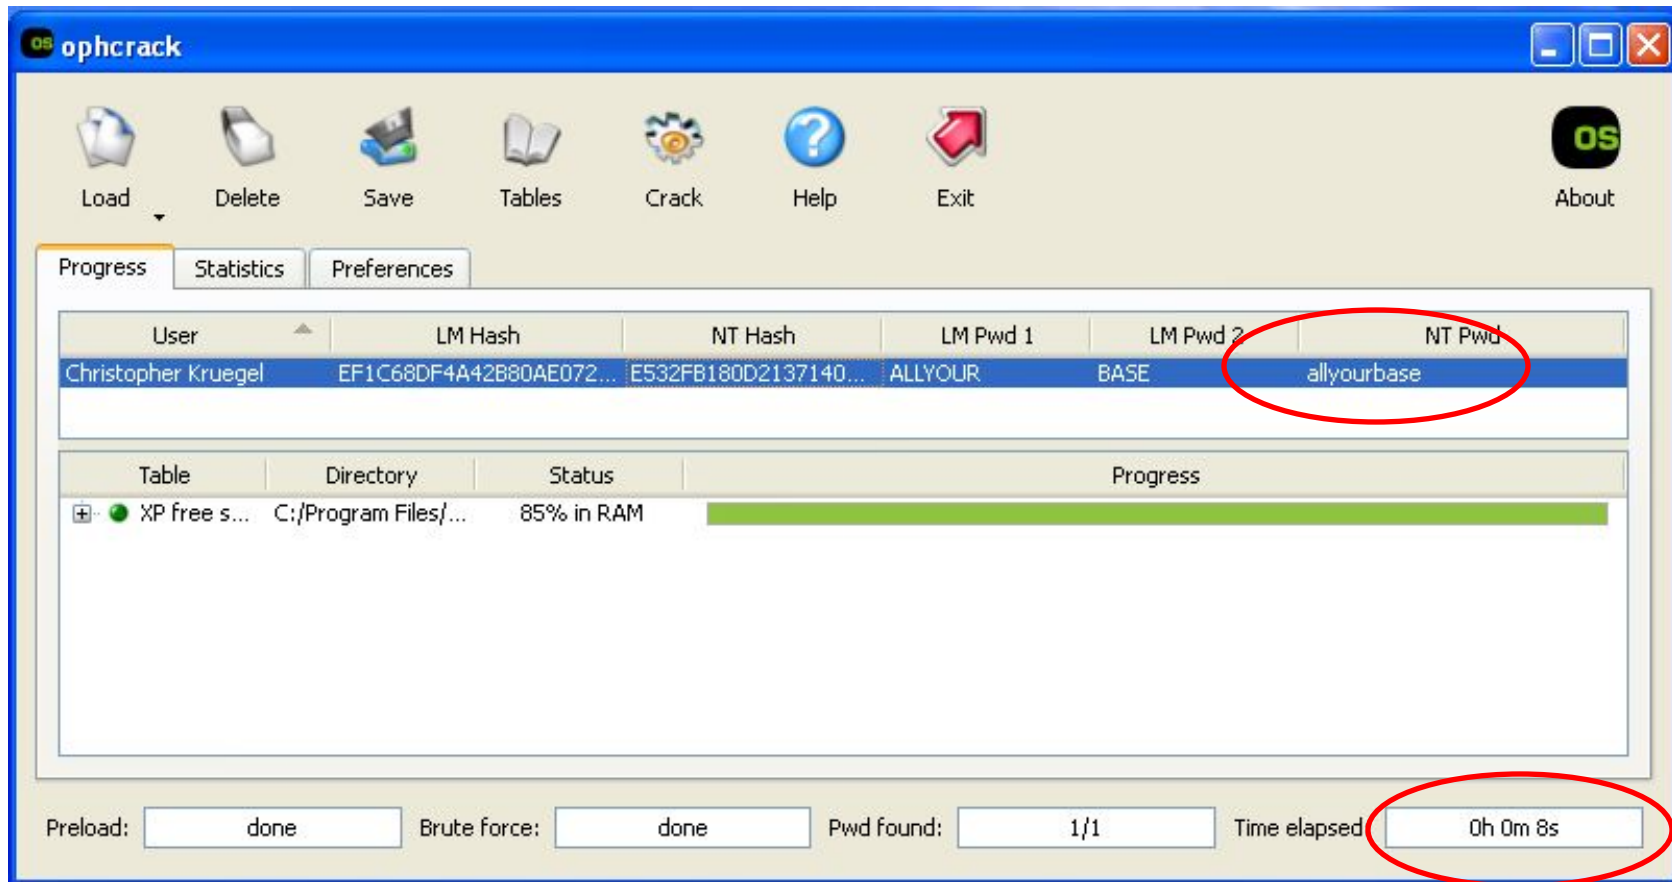 os ophcrack
os
Load Delete Save Tables Crack Help Exit About
Progress Statistics Preferences
User LM Hash NT Hash LM Pwd 1 LM Pwd 2 NT Pwd
Christopher Kruegel EF1C68DF4A42B80AE072... E532FB180D2137140... ALLYOUR BASE allyourbase
Table Directory Status Progress
XP free s... C:/Program Files/... 85% in RAM
Preload: done Brute force: done Pwd found: 1/1 Time elapsed 0h 0m 8s